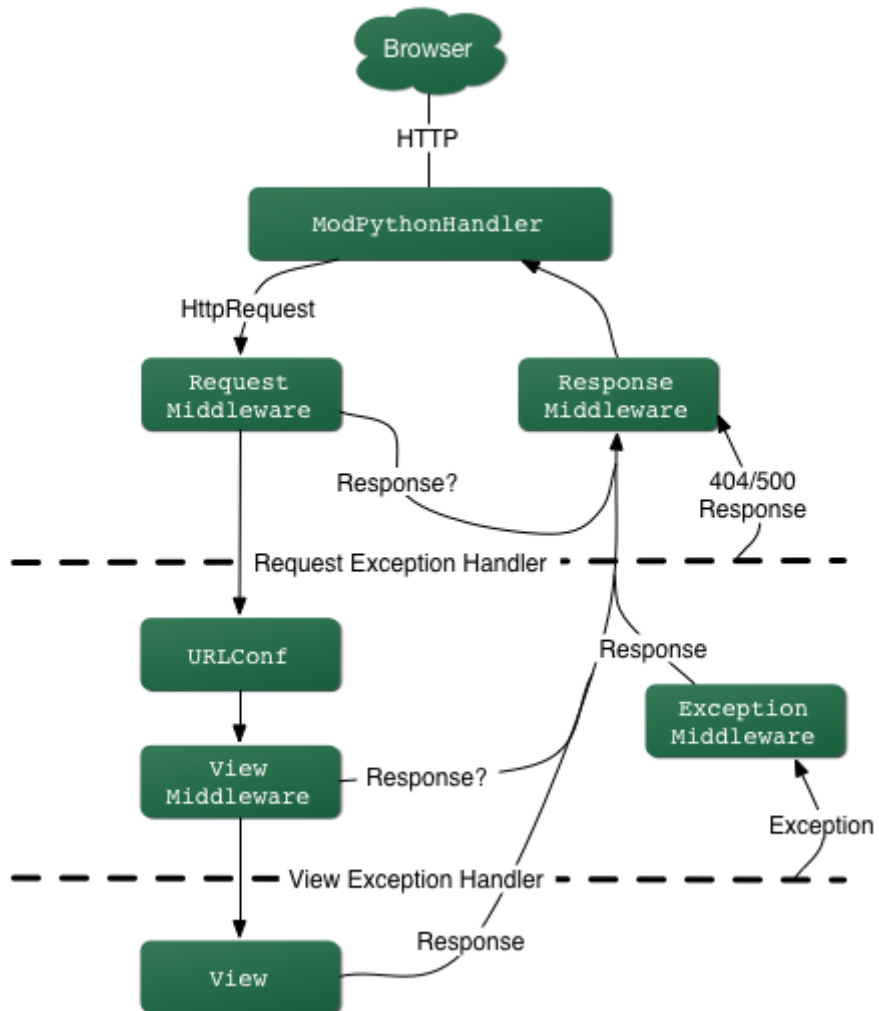 Browser
HTTP
ModPythonHandler
HttpRequest
Request
Middleware
Response
Middleware
Response?
404/500
Response
Request Exception Handler
URLConf
Response
Exception
Middleware
View
Middleware
Response?
Exception
View Exception Handler
Response
View